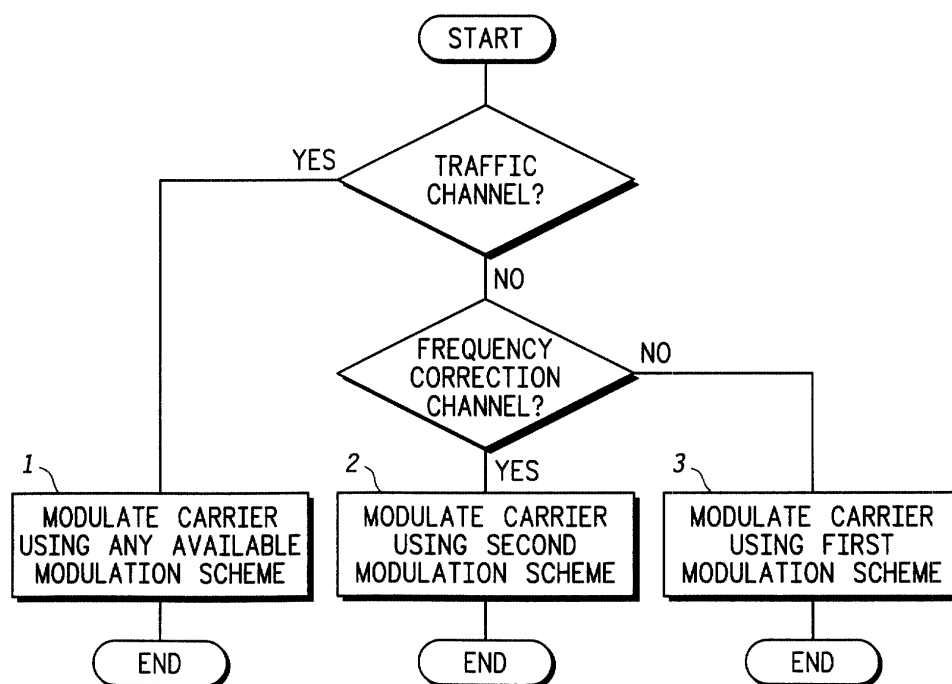 START
YES
TRAFFIC
CHANNEL?
NO
FREQUENCY
CORRECTION
CHANNEL?
NO
YES
1
MODULATE CARRIER
USING ANY AVAILABLE
MODULATION SCHEME
2
MODULATE CARRIER
USING SECOND
MODULATION SCHEME
3
MODULATE CARRIER
USING FIRST
MODULATION SCHEME
END
END
END